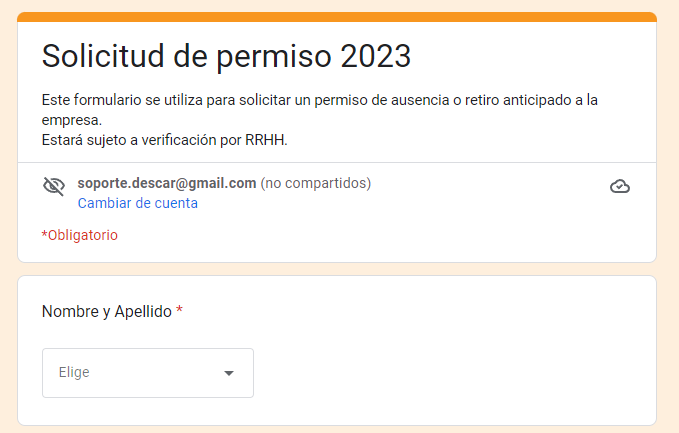 Solicitud de permiso 2023
Este formulario se utiliza para solicitar un permiso de ausencia o retiro anticipado a la
empresa.
Estará sujeto a verificación por RRHH.
soporte.descar@gmail.com (no compartidos)
Cambiar de cuenta
*Obligatorio
Nombre y Apellido *
Elige